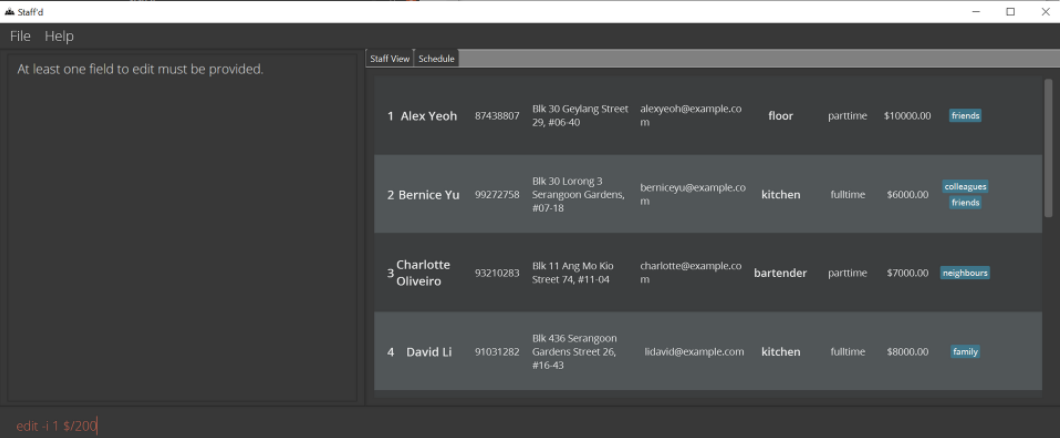 Staff'd
File Help
At least one field to edit must be provided.
Staff View Schedule
1 Alex Yeoh 87438807 Blk 30 Geylang Street 29, #06-40 alexyeoh@example.com floor parttime $10000.00 friends
2 Bernice Yu 99272758 Blk 30 Lorong 3 Serangoon Gardens, #07-18 berniceyu@example.com kitchen fulltime $6000.00 colleagues friends
3 Charlotte Oliveiro 93210283 Blk 11 Ang Mo Kio Street 74, #11-04 charlotte@example.com bartender parttime $7000.00 neighbours
4 David Li 91031282 Blk 436 Serangoon Gardens Street 26, #16-43 lidavid@example.com kitchen fulltime $8000.00 family
edit -i 1 $/200